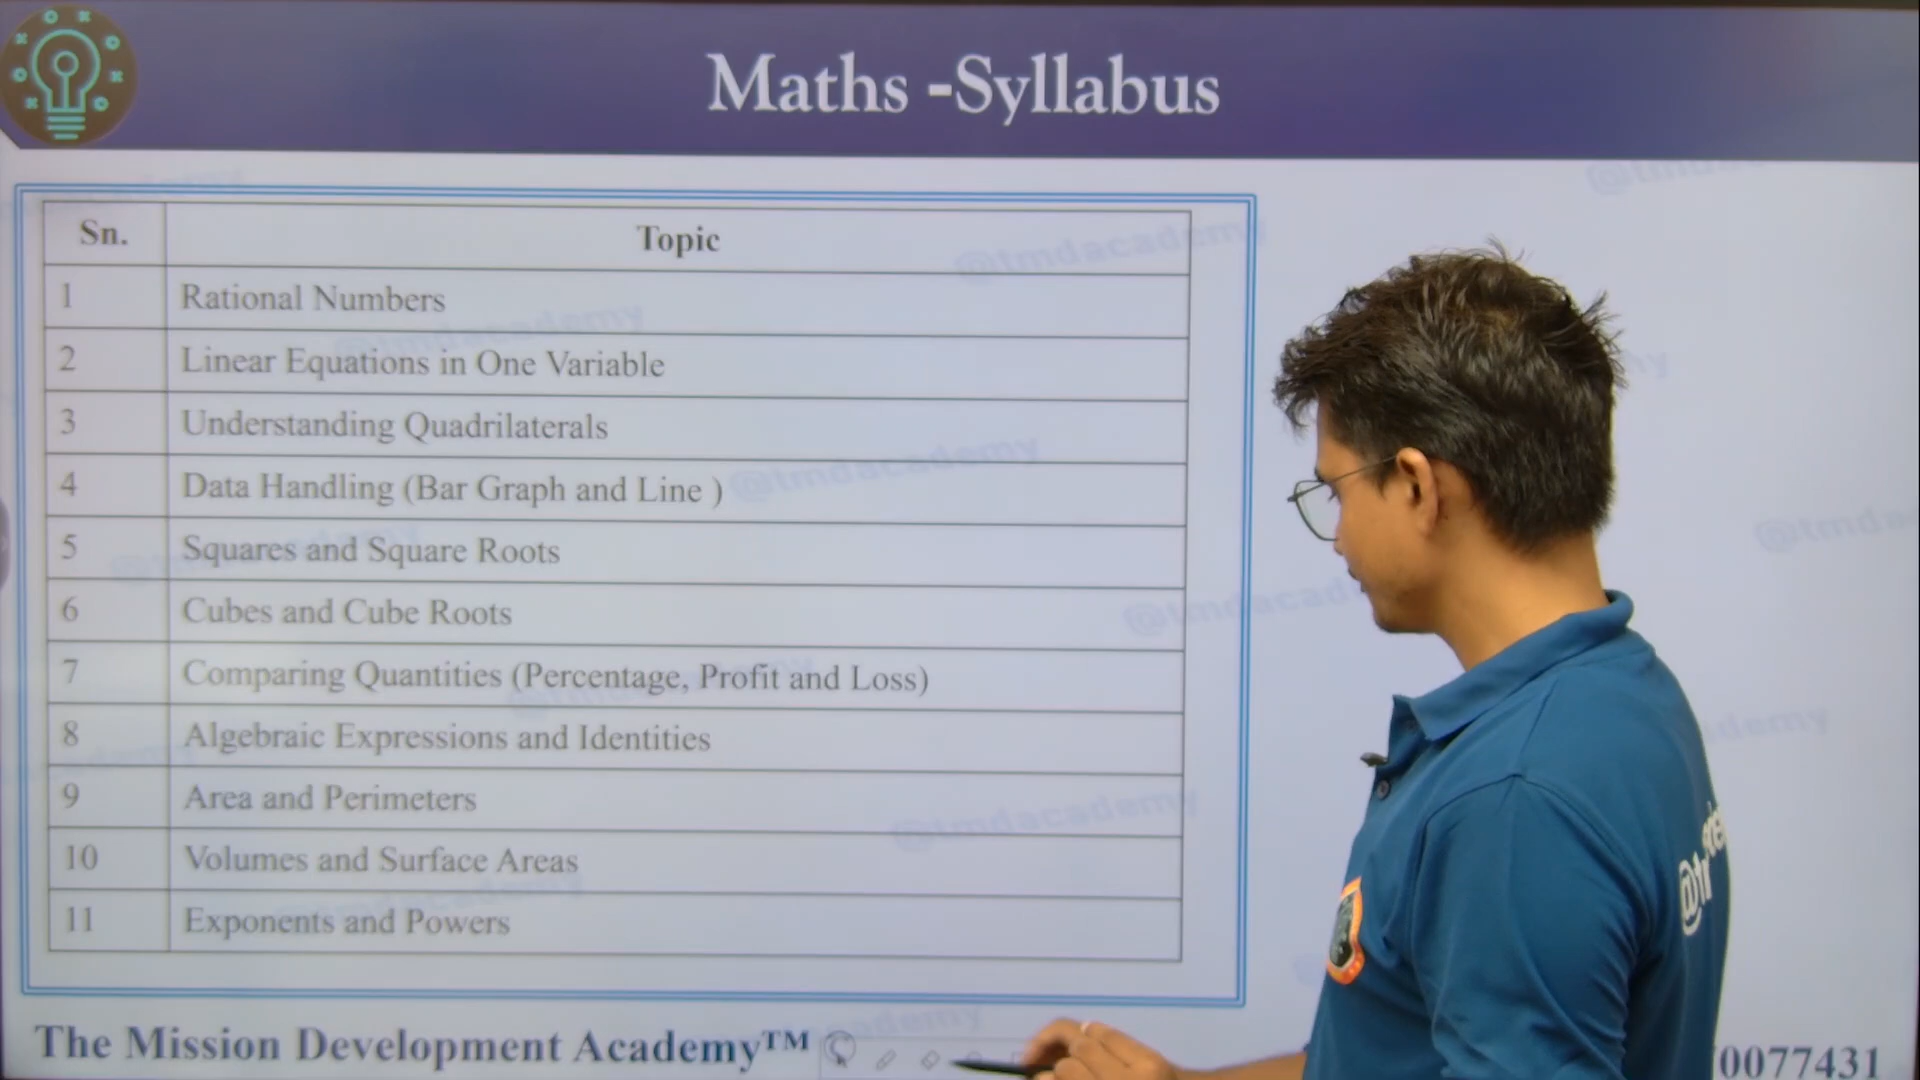 Maths -Syllabus
Sn. Topic
1 Rational Numbers
2 Linear Equations in One Variable
3 Understanding Quadrilaterals
4 Data Handling (Bar Graph and Line )
5 Squares and Square Roots
6 Cubes and Cube Roots
7 Comparing Quantities (Percentage, Profit and Loss)
8 Algebraic Expressions and Identities
9 Area and Perimeters
10 Volumes and Surface Areas
11 Exponents and Powers
The Mission Development Academy™
0077431
@tmdacademy